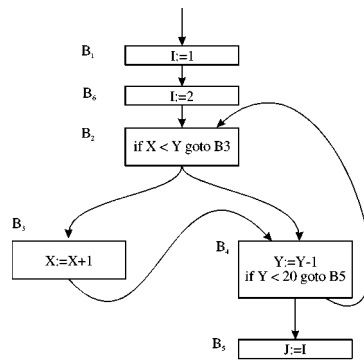 B1
I:=1
B6
I:=2
B2
if X < Y goto B3
B3
X:=X+1
B4
Y:=Y-1
if Y < 20 goto B5
B5
J:=I